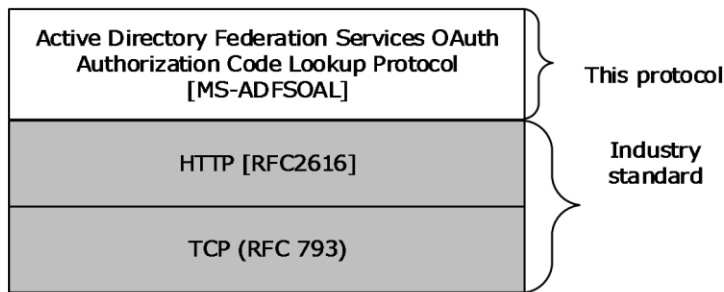 Active Directory Federation Services OAuth
Authorization Code Lookup Protocol
[MS-ADFSOAL]
This protocol
HTTP [RFC2616]
Industry
standard
TCP (RFC 793)